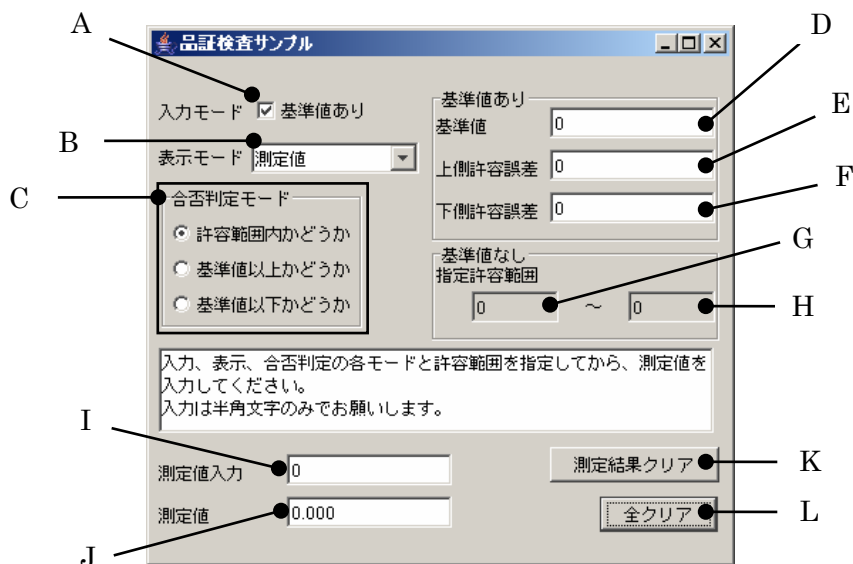 A
D
品証検査サンプル
入力モード 基準値あり
基準値あり
基準値 0
E
B
表示モード 測定値
上側許容誤差 0
C
合否判定モード
下側許容誤差 0
F
許容範囲内かどうか
基準値以上かどうか
基準値以下かどうか
基準値なし
指定許容範囲
G
0 ～ 0
H
入力、表示、合否判定の各モードと許容範囲を指定してから、測定値を
入力してください。
入力は半角文字のみでお願いします。
I
測定値入力 0
測定結果クリア
K
測定値 0.000
全クリア
L
J